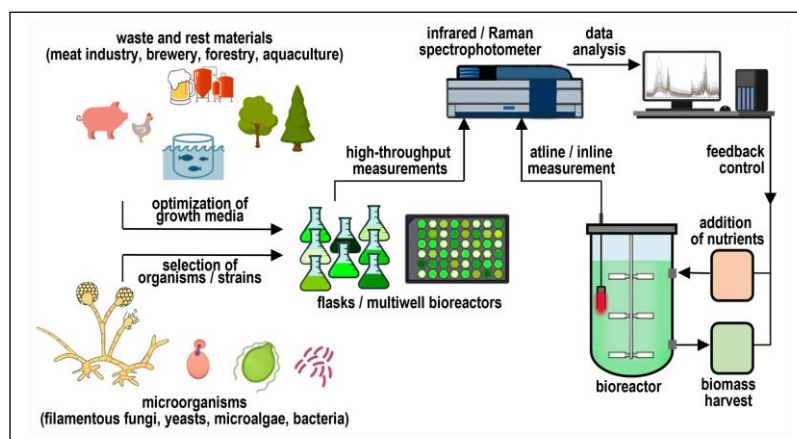 waste and rest materials
(meat industry, brewery, forestry, aquaculture)
infrared / Raman
spectrophotometer
data
analysis
high-throughput
measurements
atline / inline
measurement
feedback
control
optimization of
growth media
selection of
organisms / strains
flasks / multiwell bioreactors
addition
of nutrients
bioreactor
biomass
harvest
microorganisms
(filamentous fungi, yeasts, microalgae, bacteria)